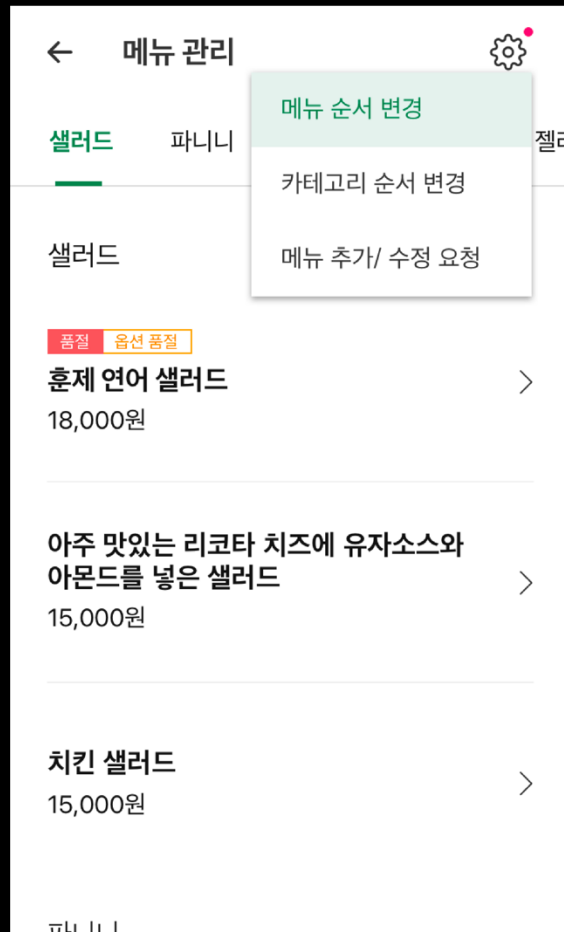 메뉴 관리
메뉴 순서 변경
카테고리 순서 변경
메뉴 추가/ 수정 요청
샐러드 파니니
샐러드
품절 옵션 품절
훈제 연어 샐러드
18,000원
아주 맛있는 리코타 치즈에 유자소스와
아몬드를 넣은 샐러드
15,000원
치킨 샐러드
15,000원